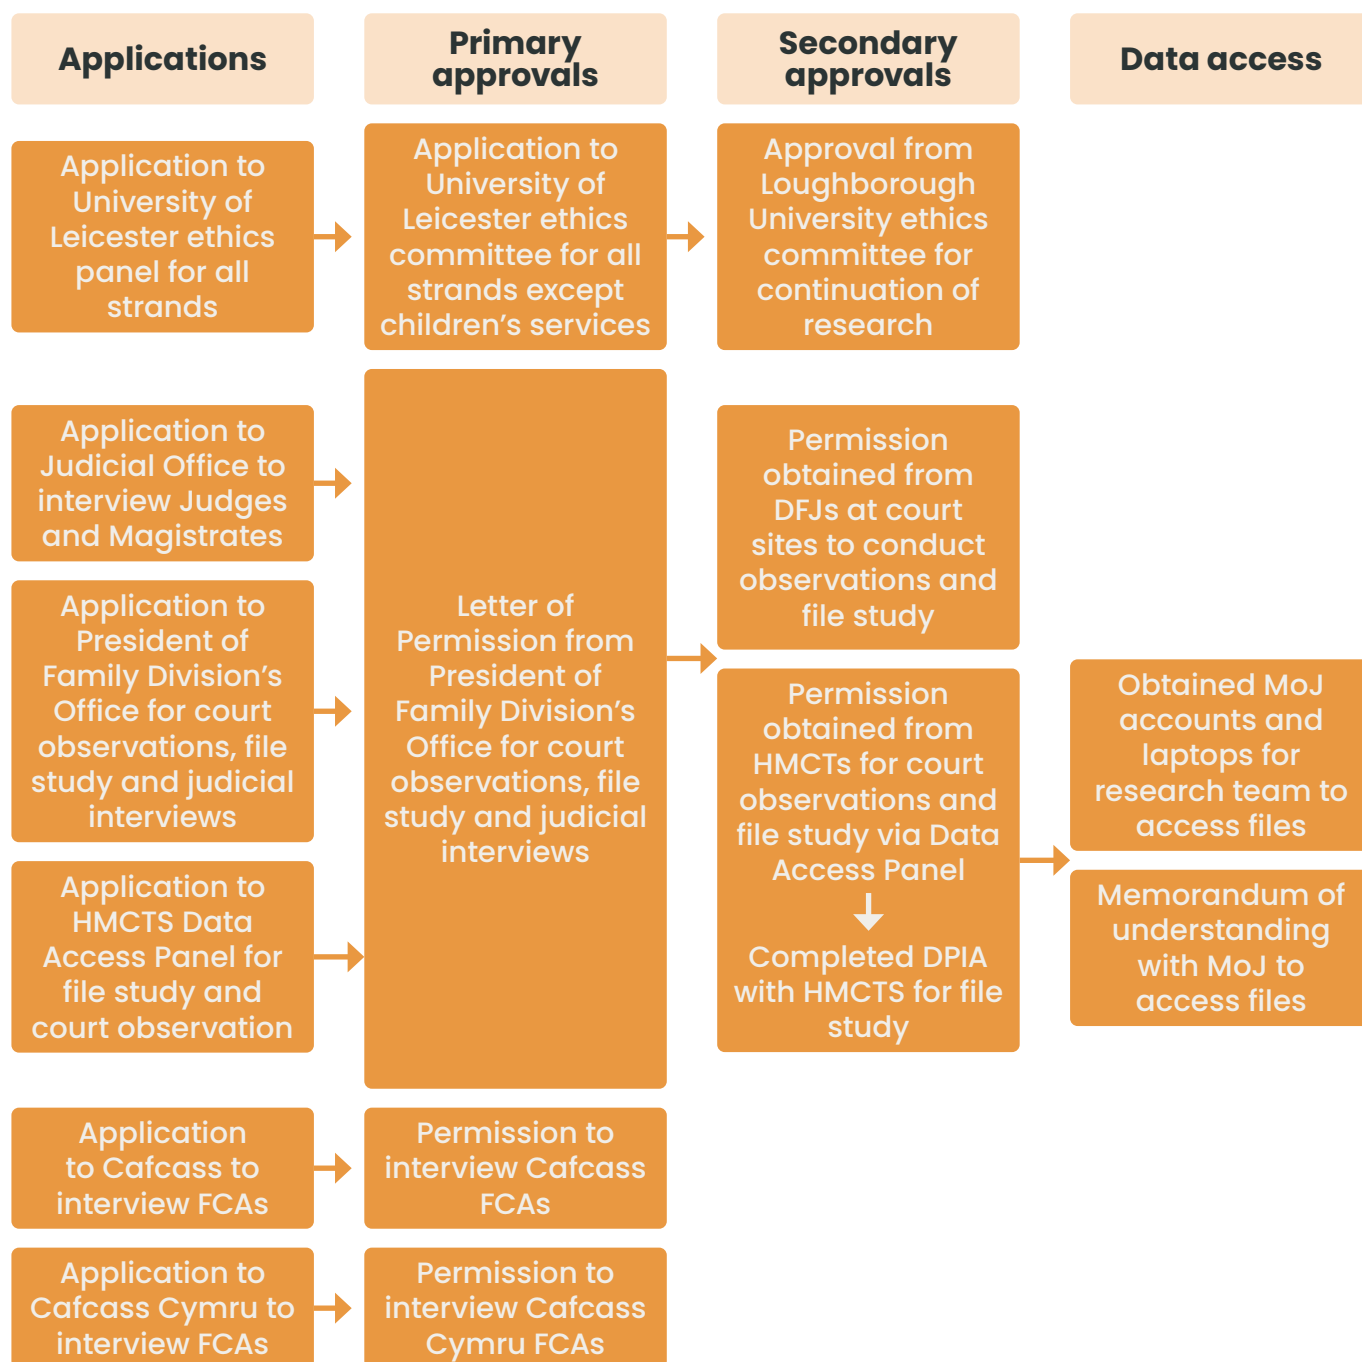 Applications
Primary
approvals
Secondary
approvals
Data access
Application to
University of
Leicester ethics
panel for all
strands
Application to
University of
Leicester ethics
committee for all
strands except
children’s services
Approval from
Loughborough
University ethics
committee for
continuation of
research
Application to
Judicial Office to
interview Judges
and Magistrates
Application to
President of
Family Division’s
Office for court
observations, file
study and judicial
interviews
Application to
HMCTS Data
Access Panel for
file study and
court observation
Letter of
Permission from
President of
Family Division’s
Office for court
observations, file
study and judicial
interviews
Permission
obtained from
DFJs at court
sites to conduct
observations and
file study
Permission
obtained from
HMCTs for court
observations and
file study via Data
Access Panel
Completed DPIA
with HMCTS for file
study
Obtained MoJ
accounts and
laptops for
research team to
access files
Memorandum of
understanding
with MoJ to
access files
Application
to Cafcass to
interview FCAs
Permission to
interview Cafcass
FCAs
Application to
Cafcass Cymru to
interview FCAs
Permission to
interview Cafcass
Cymru FCAs